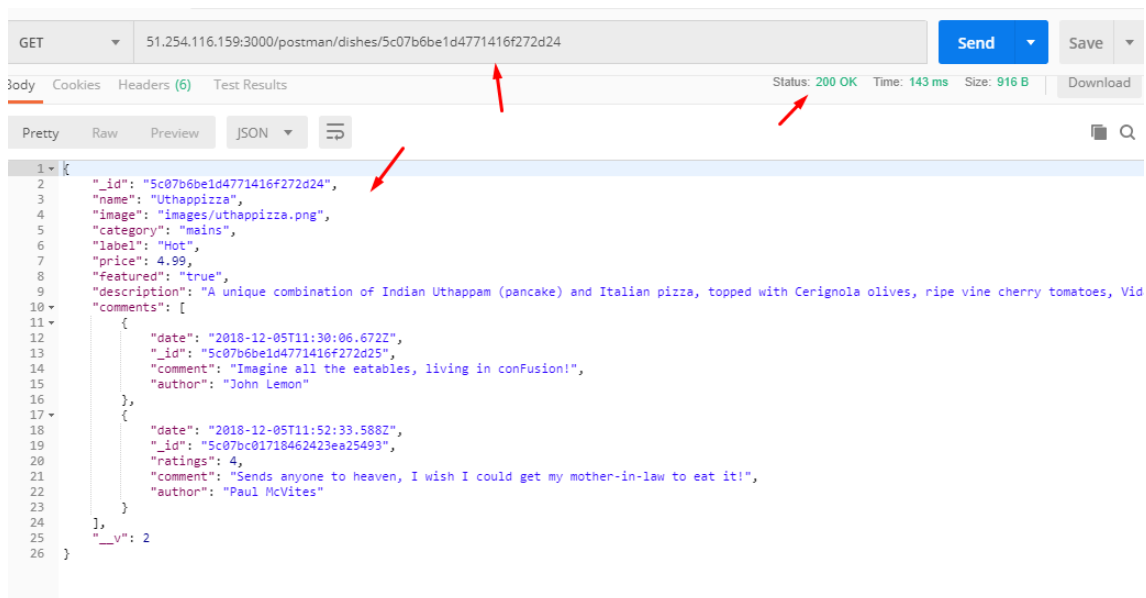 GET 51.254.116.159:3000/postman/dishes/5c07b6be1d4771416f272d24 Send Save
Body Cookies Headers (6) Test Results Status: 200 OK Time: 143 ms Size: 916 B Download
Pretty Raw Preview JSON
1 {
2 "_id": "5c07b6be1d4771416f272d24",
3 "name": "Uthappizza",
4 "image": "images/uthappizza.png",
5 "category": "mains",
6 "label": "Hot",
7 "price": 4.99,
8 "featured": "true",
9 "description": "A unique combination of Indian Uthappam (pancake) and Italian pizza, topped with Cerignola olives, ripe vine cherry tomatoes, Vid
10 "comments": [
11 {
12 "date": "2018-12-05T11:30:06.672Z",
13 "_id": "5c07b6be1d4771416f272d25",
14 "comment": "Imagine all the eatables, living in conFusion!",
15 "author": "John Lemon"
16 },
17 {
18 "date": "2018-12-05T11:52:33.588Z",
19 "_id": "5c07bc01718462423ea25493",
20 "ratings": 4,
21 "comment": "Sends anyone to heaven, I wish I could get my mother-in-law to eat it!",
22 "author": "Paul McVites"
23 }
24 ],
25 "__v": 2
26 }